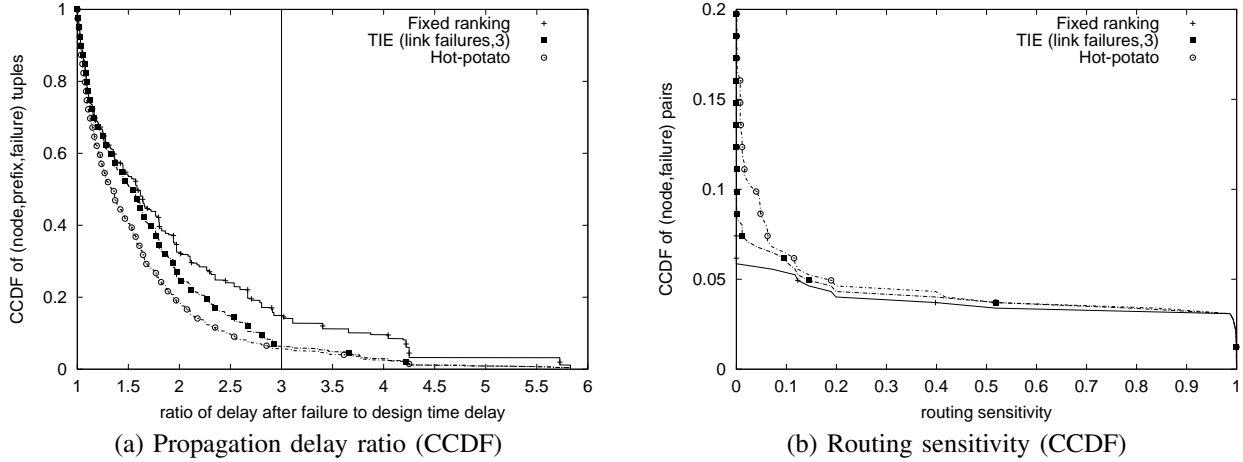 1
0.8
0.6
0.4
0.2
0
CCDF of (node,prefix,failure) tuples
Fixed ranking
TIE (link failures,3)
Hot-potato
1 1.5 2 2.5 3 3.5 4 4.5 5 5.5 6
ratio of delay after failure to design time delay
(a) Propagation delay ratio (CCDF)
0.2
0.15
0.1
0.05
0
CCDF of (node,failure) pairs
Fixed ranking
TIE (link failures,3)
Hot-potato
0 0.1 0.2 0.3 0.4 0.5 0.6 0.7 0.8 0.9 1
routing sensitivity
(b) Routing sensitivity (CCDF)